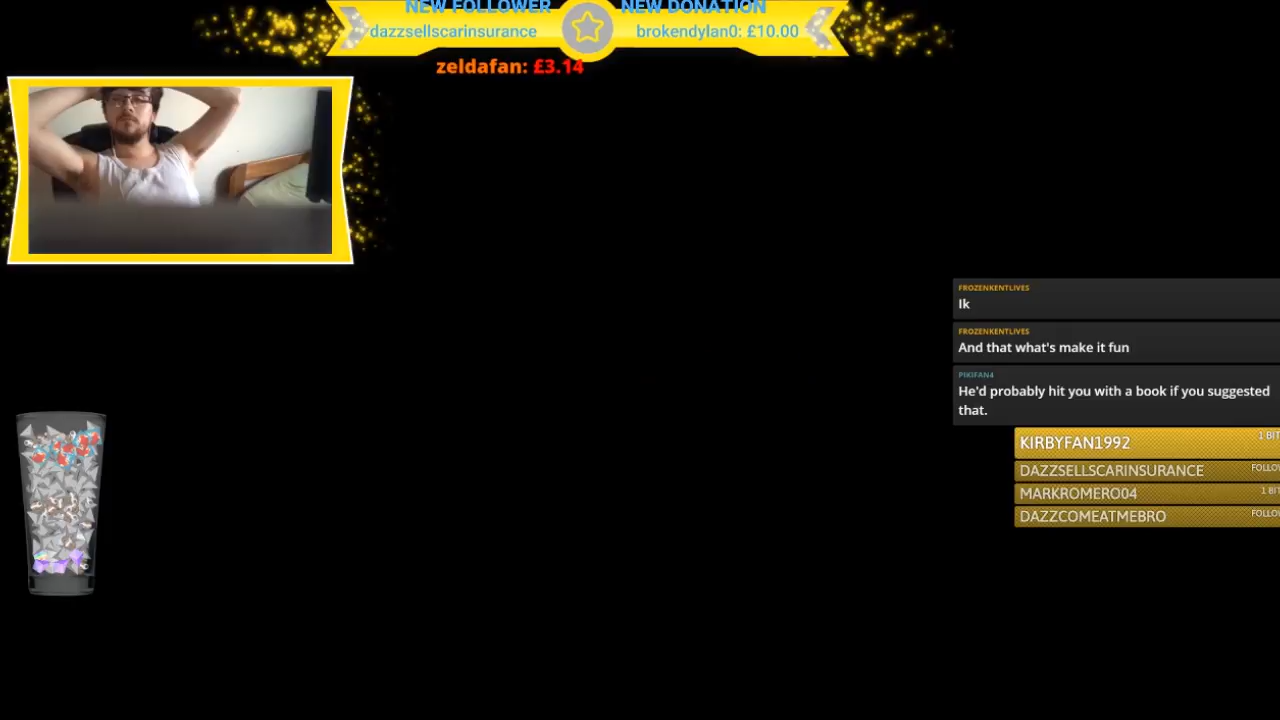 NEW FOLLOWER
NEW DONATION
dazzsellscarinsurance
brokendylan0: £10.00
zeldafan: £3.14
FROZENKENTLIVES
Ik
FROZENKENTLIVES
And that what's make it fun
PIKIFAN4
He'd probably hit you with a book if you suggested
that.
KIRBYFAN1992
1 BIT
DAZZSELLSCARINSURANCE
FOLLOW
MARKROMERO04
1 BIT
DAZZCOMEATMEBRO
FOLLOW